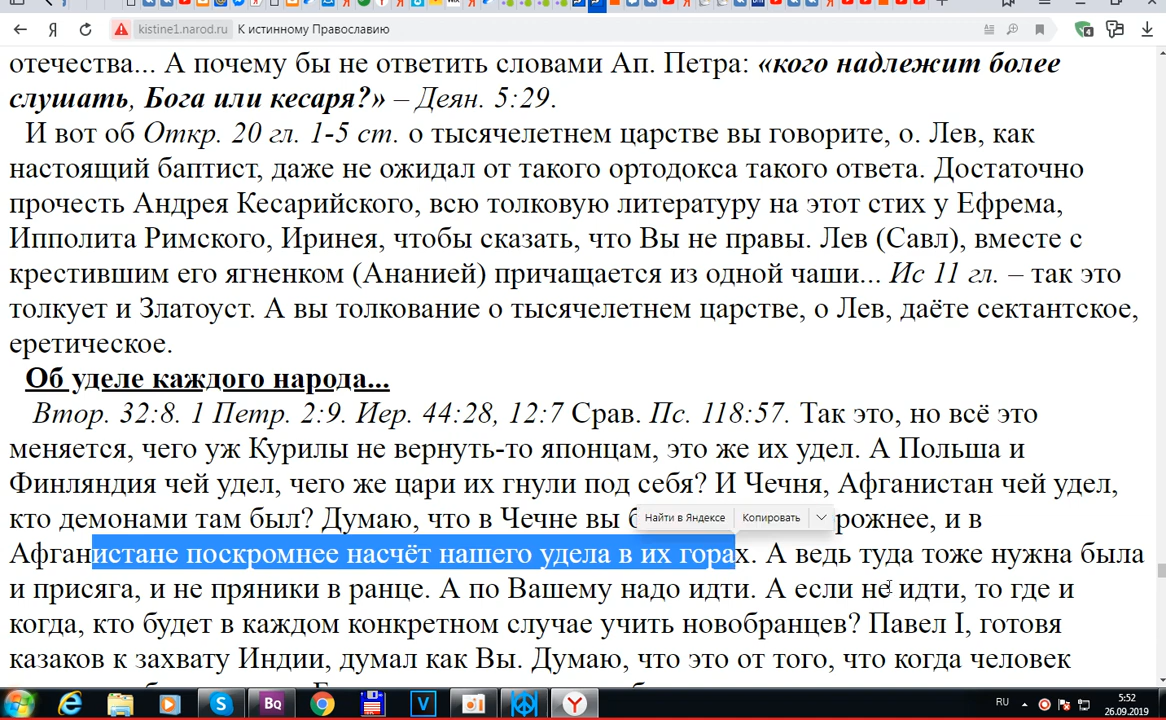 kistine1.narod.ru К истинному Православию
4
отечества... А почему бы не ответить словами Ап. Петра: «кого надлежит более
слушать, Бога или кесаря?» – Деян. 5:29.
И вот об Откр. 20 гл. 1-5 ст. о тысячелетнем царстве вы говорите, о. Лев, как
настоящий баптист, даже не ожидал от такого ортодокса такого ответа. Достаточно
прочесть Андрея Кесарийского, всю толковую литературу на этот стих у Ефрема,
Ипполита Римского, Иринея, чтобы сказать, что Вы не правы. Лев (Савл), вместе с
крестившим его ягненком (Ананией) причащается из одной чаши... Ис 11 гл. – так это
толкует и Златоуст. А вы толкование о тысячелетнем царстве, о Лев, даёте сектантское,
еретическое.
Об уделе каждого народа...
Втор. 32:8. 1 Петр. 2:9. Иер. 44:28, 12:7 Срав. Пс. 118:57. Так это, но всё это
меняется, чего уж Курилы не вернуть-то японцам, это же их удел. А Польша и
Финляндия чей удел, чего же цари их гнули под себя? И Чечня, Афганистан чей удел,
кто демонами там был? Думаю, что в Чечне вы б Найти в Яндексе Копировать рожнее, и в
Афганистане поскромнее насчёт нашего удела в их горах. А ведь туда тоже нужна была
и присяга, и не пряники в ранце. А по Вашему надо идти. А если не идти, то где и
когда, кто будет в каждом конкретном случае учить новобранцев? Павел I, готовя
казаков к захвату Индии, думал как Вы. Думаю, что это от того, что когда человек
RU 5:52
26.09.2019